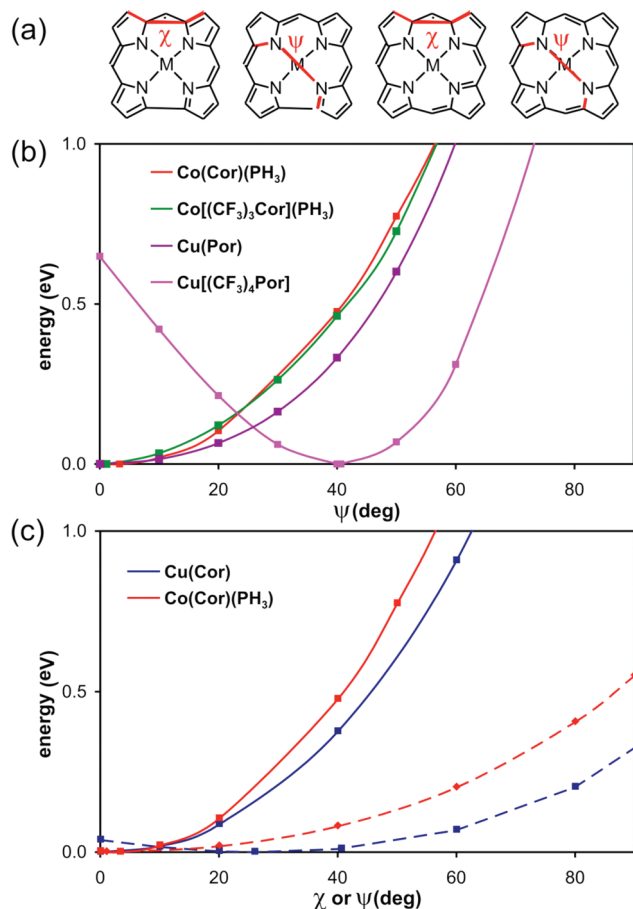 (a)
χ ψ χ ψ
N N N N N N N N
M M M M
N N N N N N N N
(b)
1.0
Co(Cor)(PH3)
Co[(CF3)3Cor](PH3)
Cu(Por)
Cu[(CF3)4Por]
energy (eV)
0.5
0.0
0 20 40 60 80
ψ(deg)
(c)
1.0
Cu(Cor)
Co(Cor)(PH3)
energy (eV)
0.5
0.0
0 20 40 60 80
χ or ψ(deg)